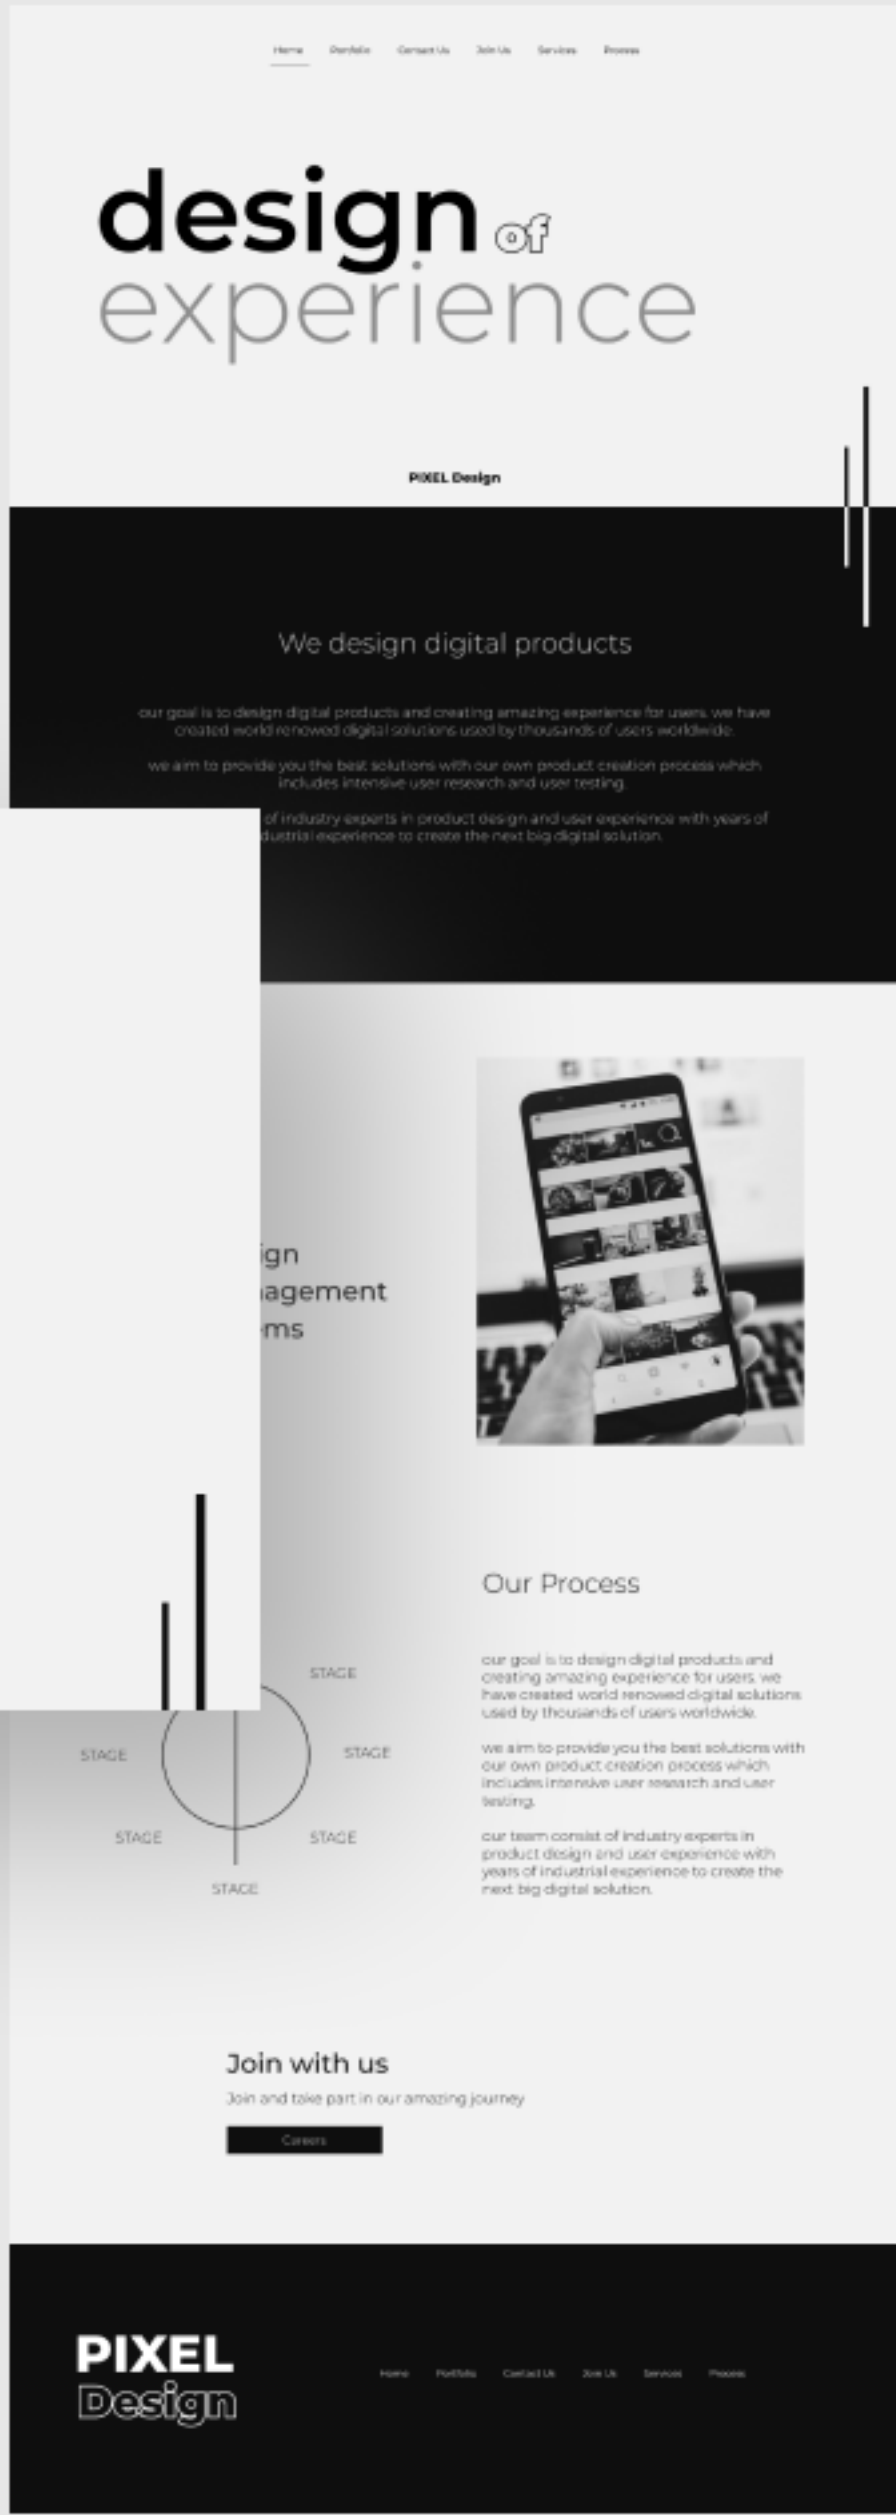 Home Portfolio Contact Us Join Us Services Process
design of
experience
PIXEL Design
We design digital products
our goal is to design digital products and creating amazing experience for users. we have
created world renowned digital solutions used by thousands of users worldwide.
we aim to provide you the best solutions with our own product creation process which
includes intensive user research and user testing.
of industry experts in product design and user experience with years of
dustrial experience to create the next big digital solution.
ign
nagement
ems
Our Process
our goal is to design digital products and
creating amazing experience for users. we
have created world renowned digital solutions
used by thousands of users worldwide.
we aim to provide you the best solutions with
our own product creation process which
includes intensive user research and user
testing.
our team consist of industry experts in
product design and user experience with
years of industrial experience to create the
next big digital solution.
STAGE
STAGE
STAGE
STAGE
STAGE
STAGE
Join with us
Join and take part in our amazing journey
Careers
PIXEL
Design
Home Portfolio Contact Us Join Us Services Process